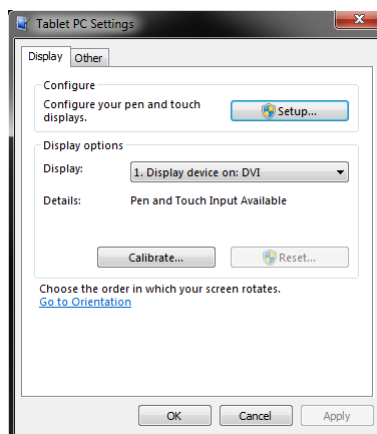 Tablet PC Settings
Display Other
Configure
Configure your pen and touch
displays.
Setup...
Display options
Display: 1. Display device on: DVI
Details: Pen and Touch Input Available
Calibrate... Reset...
Choose the order in which your screen rotates.
Go to Orientation
OK Cancel Apply